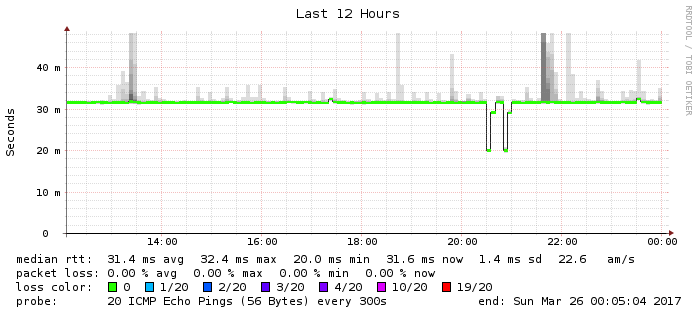 Last 12 Hours
RRDTOOL / TOBI OETIKER
Seconds
40 m
30 m
20 m
10 m
0
14:00 16:00 18:00 20:00 22:00 00:00
median rtt: 31.4 ms avg 32.4 ms max 20.0 ms min 31.6 ms now 1.4 ms sd 22.6 am/s
packet loss: 0.00 % avg 0.00 % max 0.00 % min 0.00 % now
loss color: 0 1/20 2/20 3/20 4/20 10/20 19/20
probe: 20 ICMP Echo Pings (56 Bytes) every 300s end: Sun Mar 26 00:05:04 2017